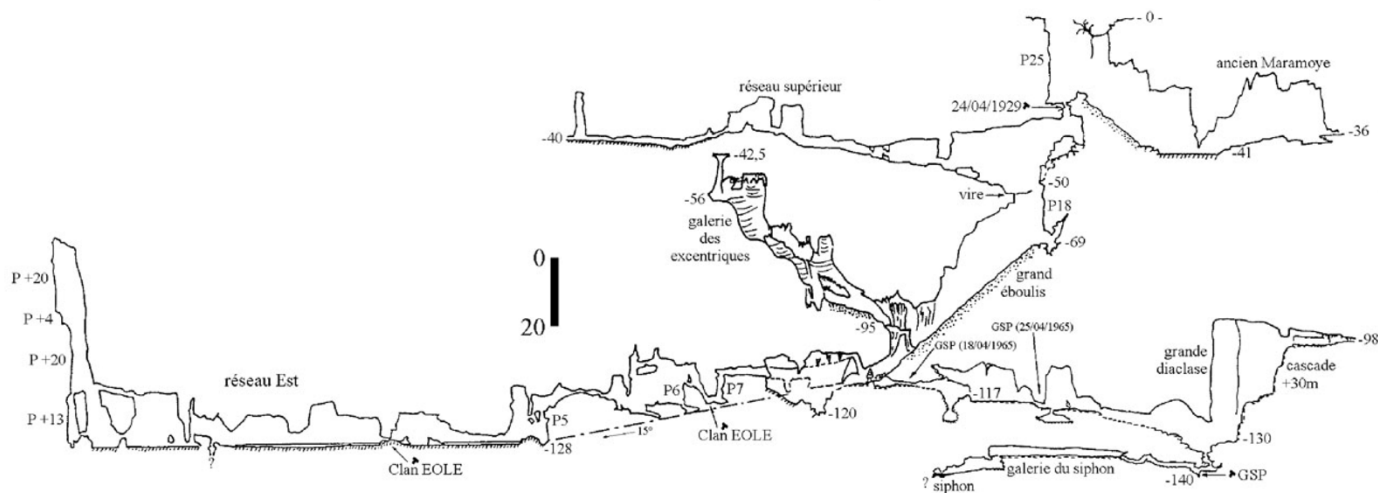 - 0 -
P25
ancien Maramoye
réseau supérieur
24/04/1929
-40
-36
-41
-42,5
-50
vire
P18
-56
galerie
des
excentriques
-69
grand
éboulis
0
20
P +20
P +4
P +20
P +13
réseau Est
-95
GSP (18/04/1965)
GSP (25/04/1965)
grande
diaclase
-98
cascade
+30m
P6
P7
P5
-117
-120
Clan EOLE
15°
-128
-130
?
Clan EOLE
? siphon
galerie du siphon
-140
GSP